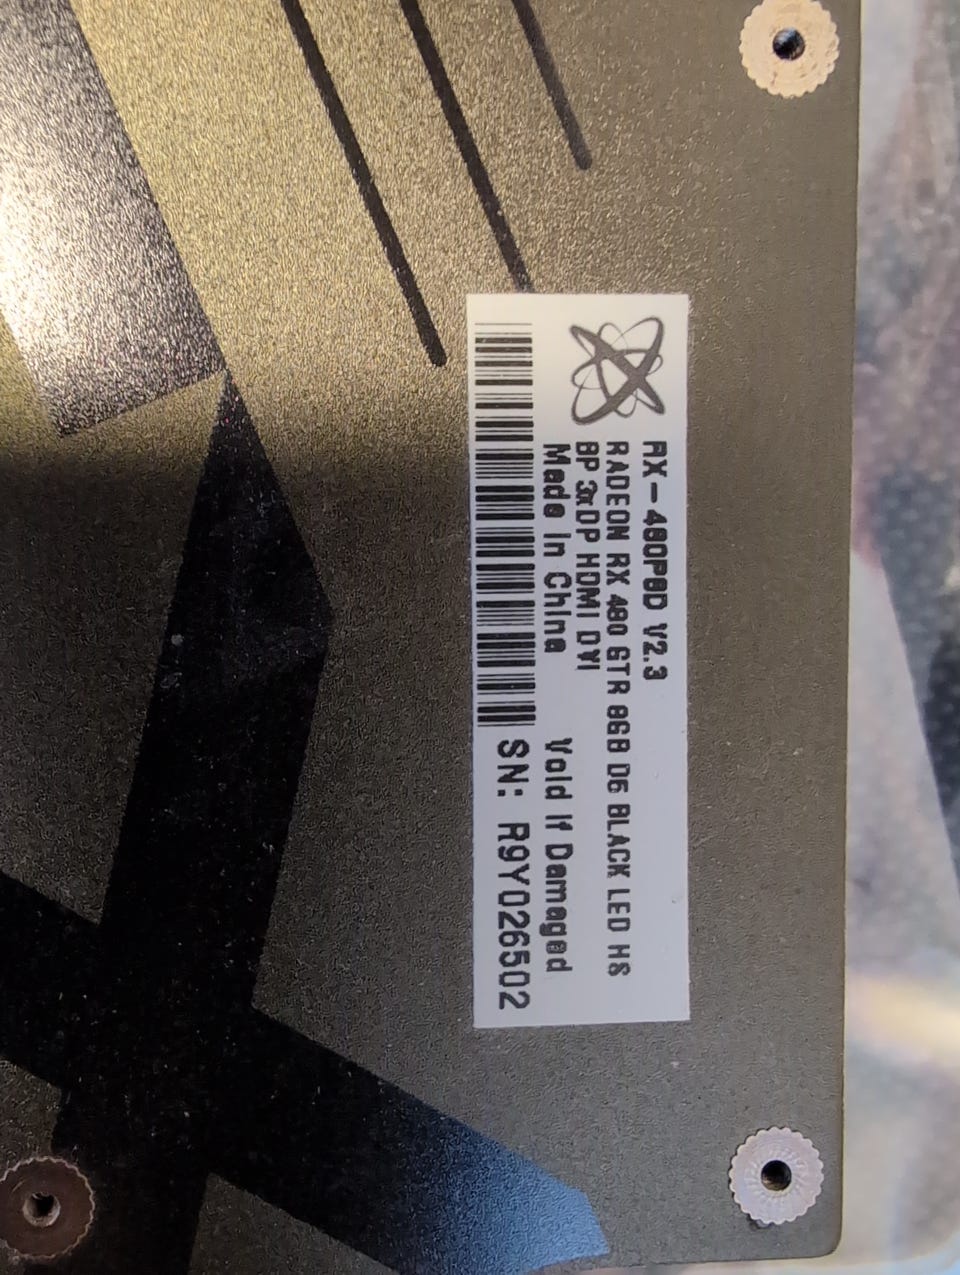 RX-480P8D V2.3
RADEON RX 480 GTR 8GB D5 BLACK LED HS
BP 3xDP HDMI DVI
Made in China Void If Damaged
SN: R9Y026502